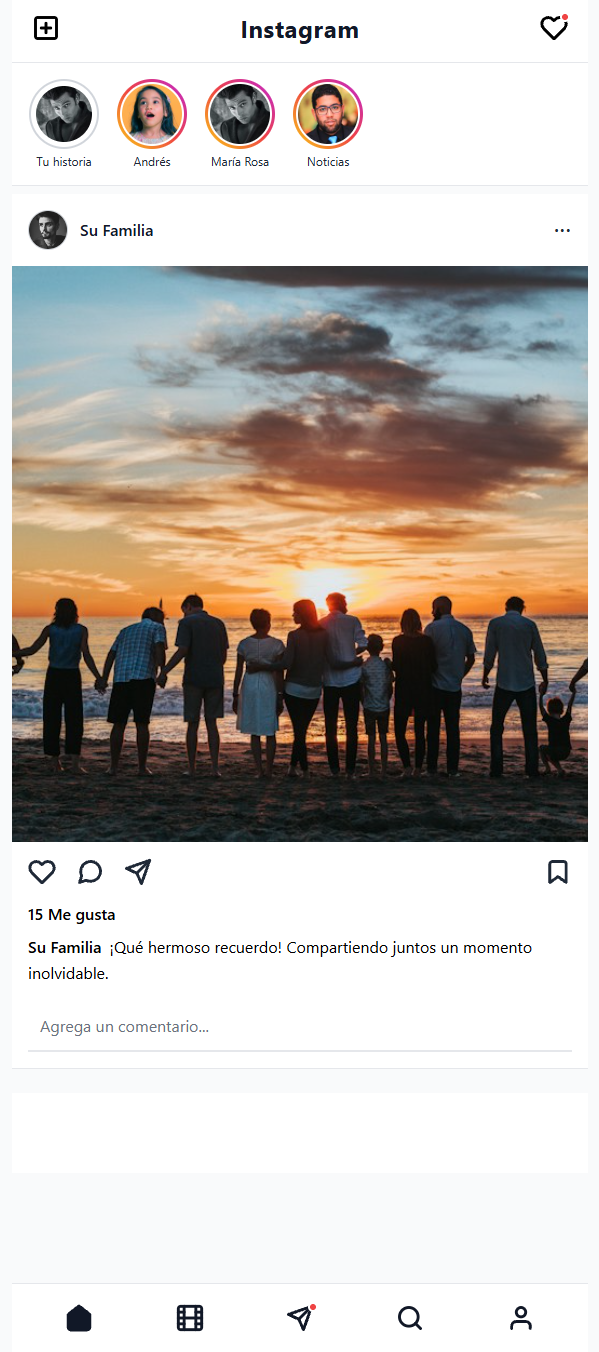 Instagram
Tu historia
Andrés
María Rosa
Noticias
Su Familia
15 Me gusta
Su Familia ¡Qué hermoso recuerdo! Compartiendo juntos un momento
inolvidable.
Agrega un comentario...